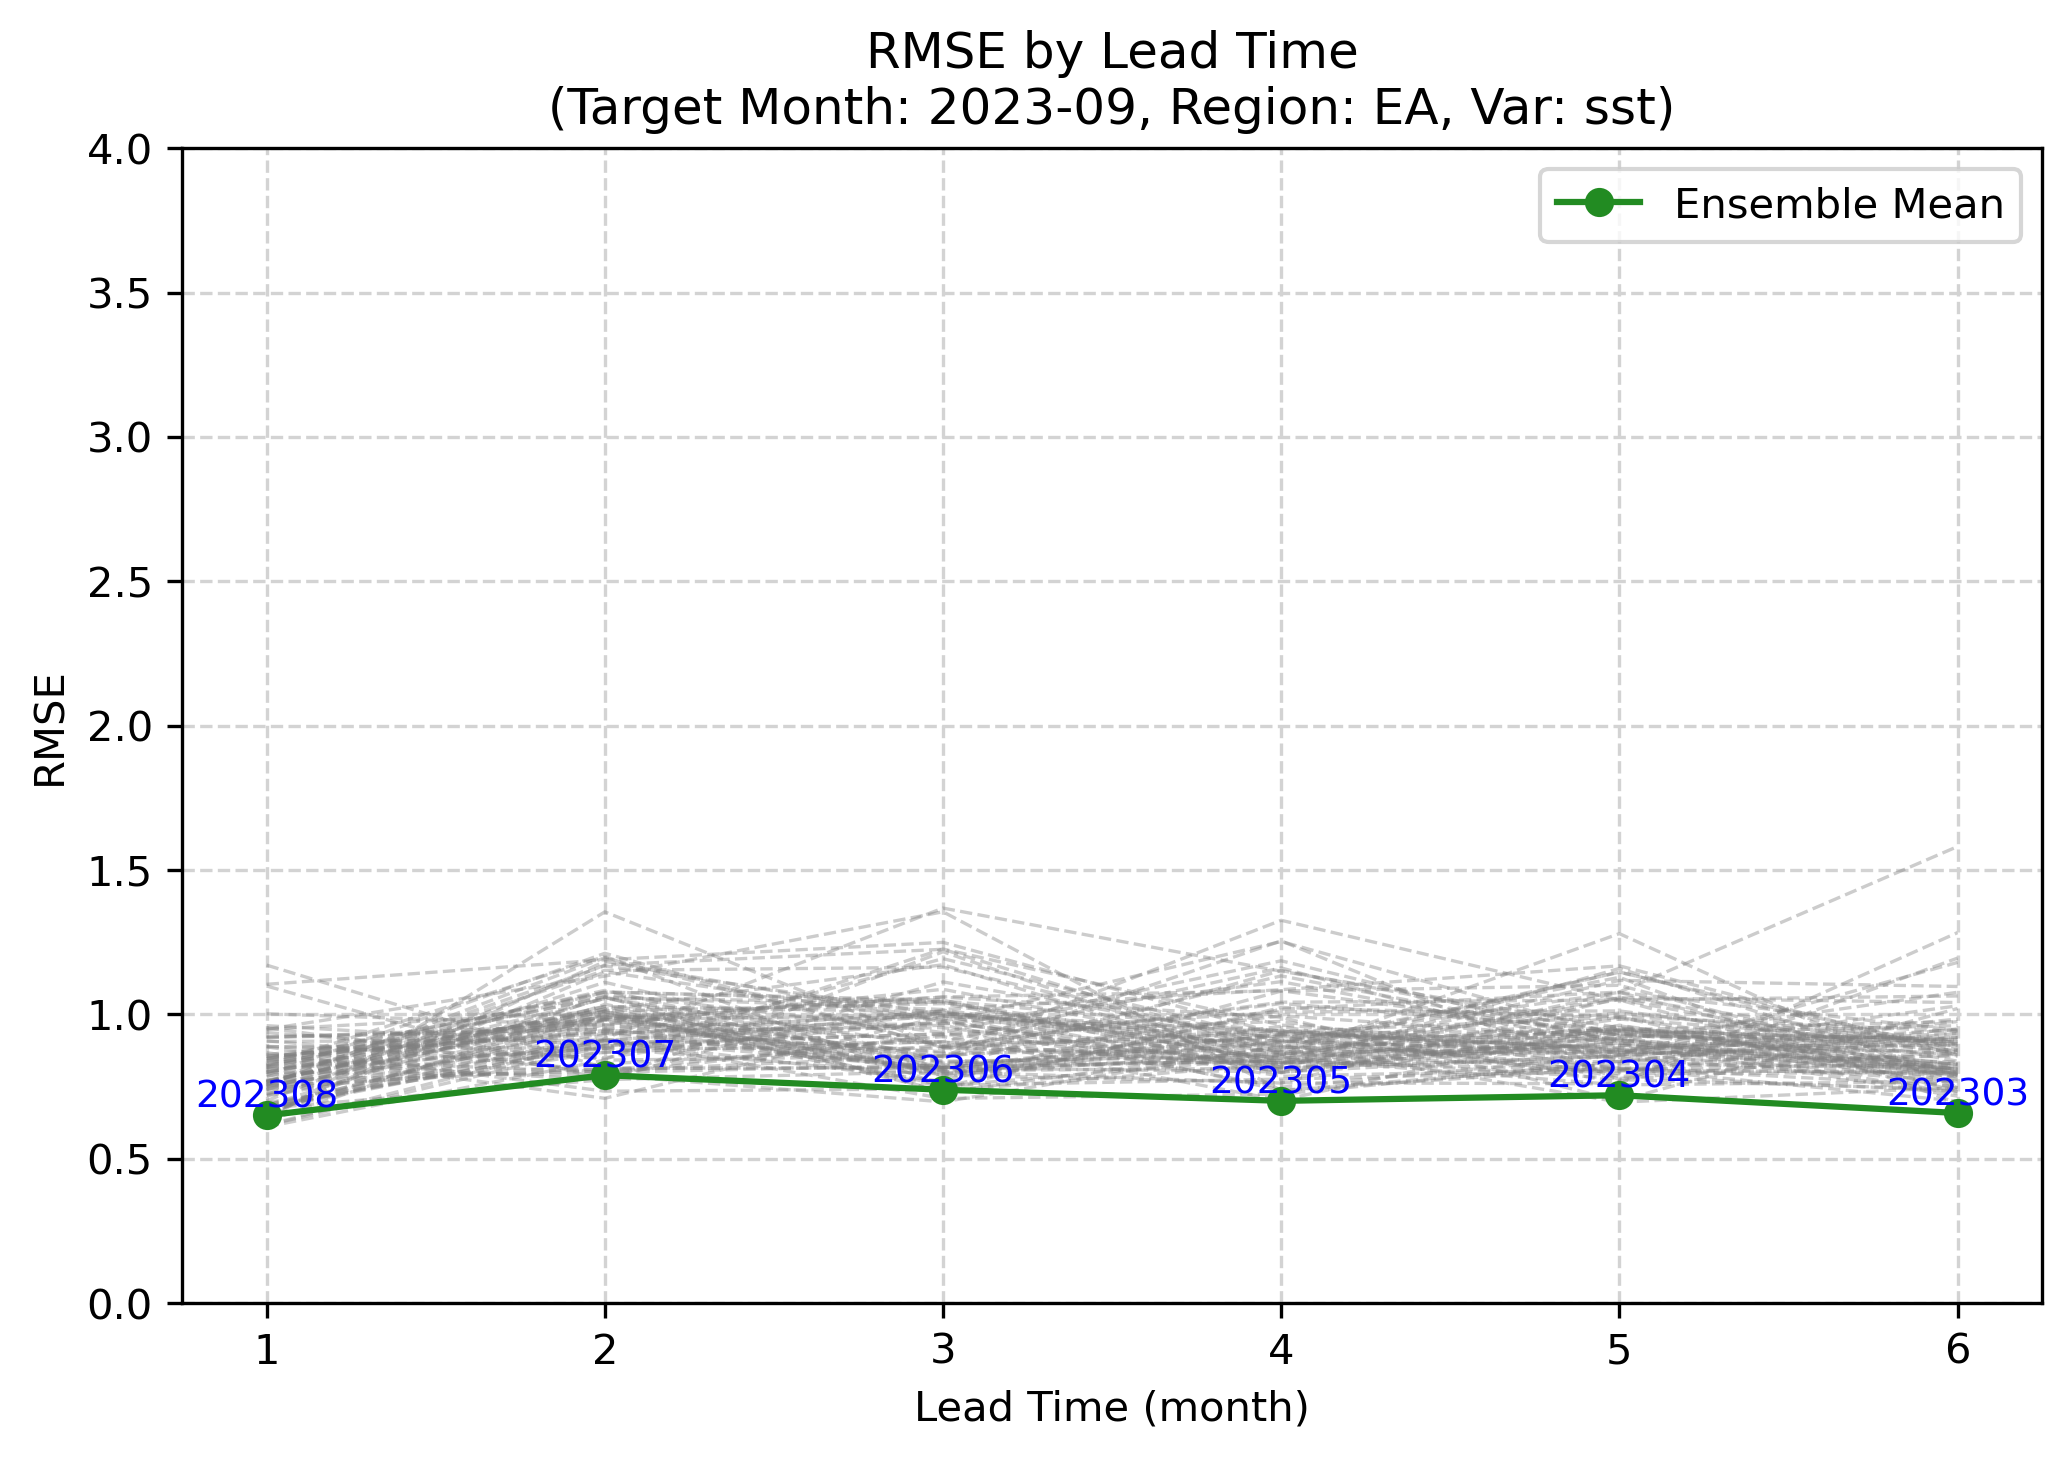 RMSE by Lead Time
(Target Month: 2023-09, Region: EA, Var: sst)
Ensemble Mean
RMSE
4.0
3.5
3.0
2.5
2.0
1.5
1.0
0.5
0.0
202308
202307
202306
202305
202304
202303
1 2 3 4 5 6
Lead Time (month)